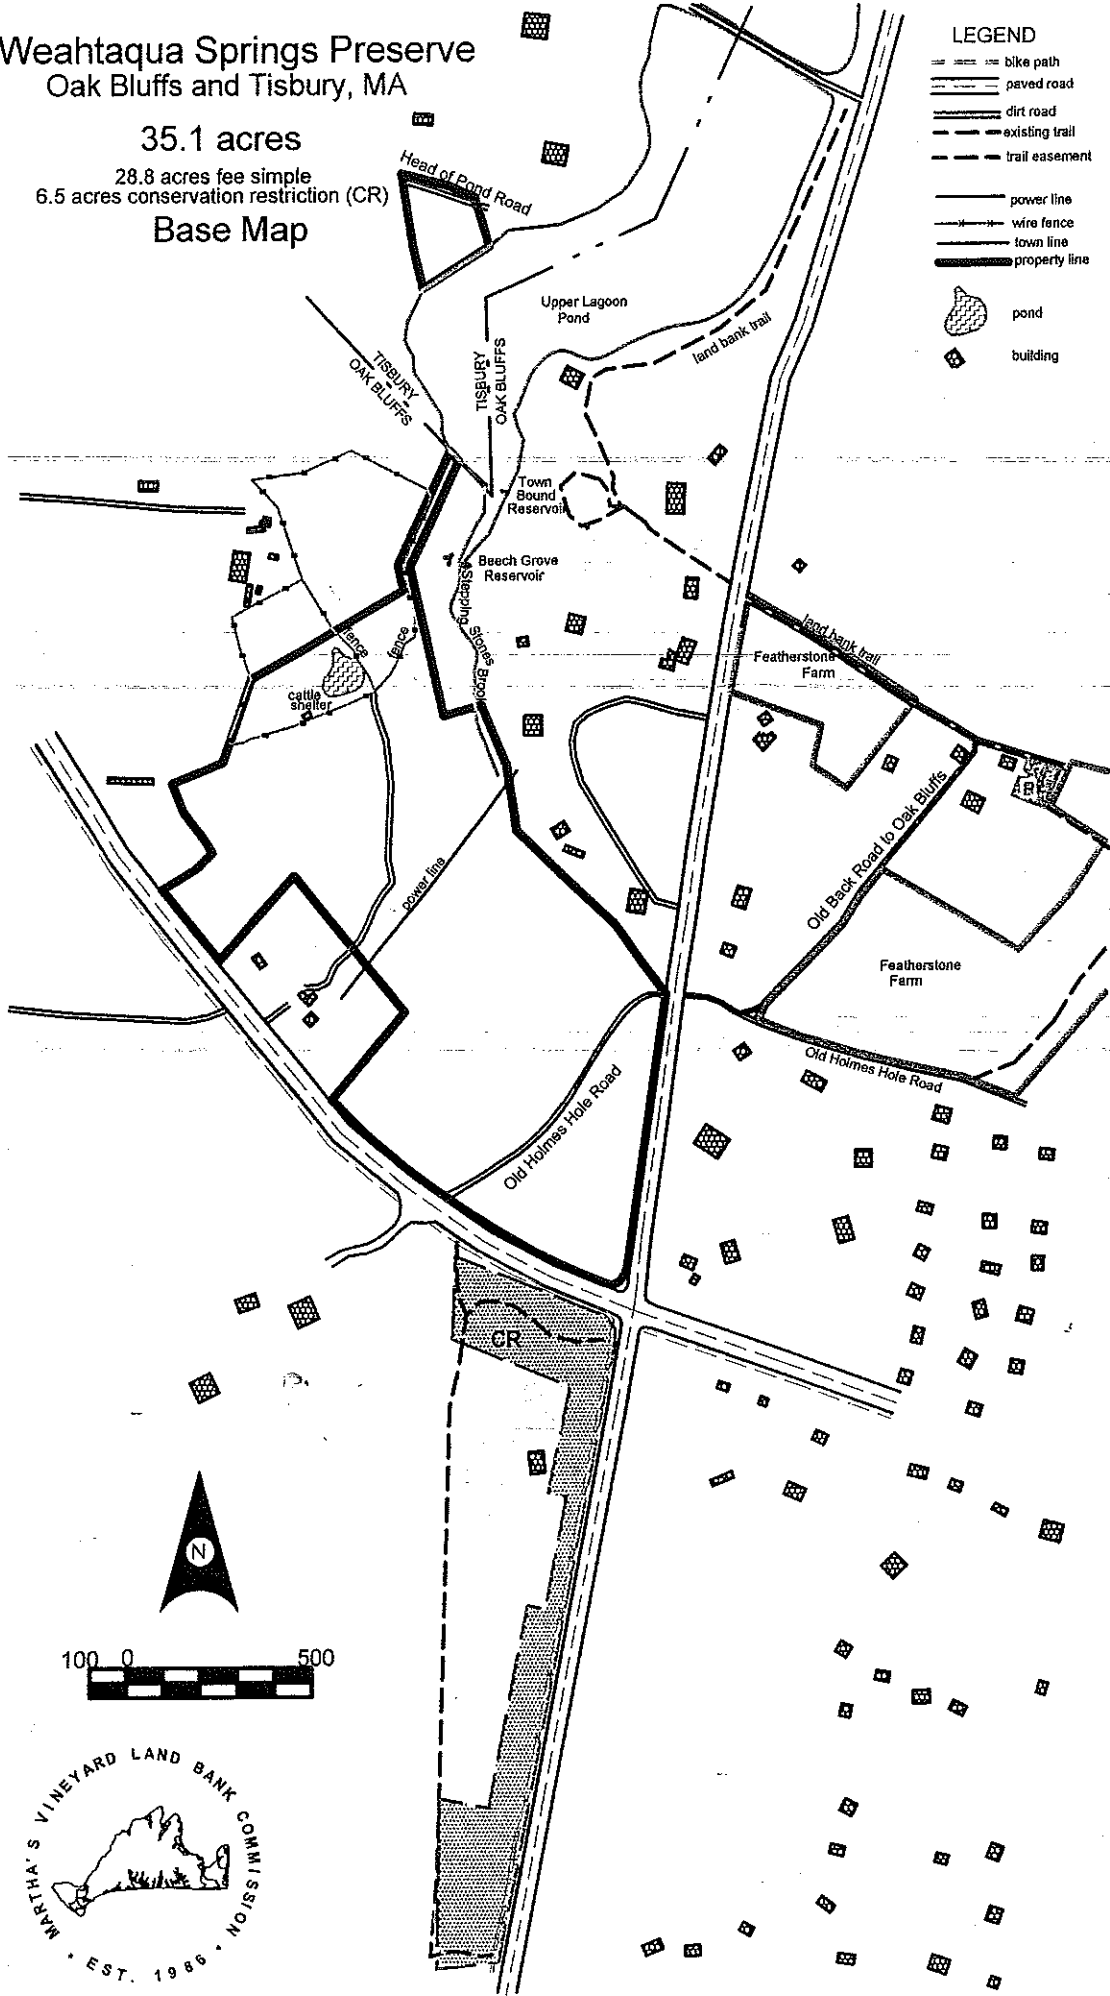 Weahtaqua Springs Preserve
Oak Bluffs and Tisbury, MA
35.1 acres
28.8 acres fee simple
6.5 acres conservation restriction (CR)
Base Map
LEGEND
bike path
paved road
dirt road
existing trail
trail easement
power line
wire fence
town line
property line
pond
building
Head of Pond Road
Upper Lagoon
Pond
land bank trail
TISBURY
OAK BLUFFS
TISBURY
OAK BLUFFS
Town
Bound
Reservoir
Beech Grove
Reservoir
Stepping Stones Brook
fence
fence
cattle
shelter
land bank trail
Featherstone
Farm
Old Back Road to Oak Bluffs
power line
Featherstone
Farm
Old Holmes Hole Road
Old Holmes Hole Road
CR
N
100 0 500
MARTHA'S VINEYARD LAND BANK COMMISSION
• EST. 1986 •